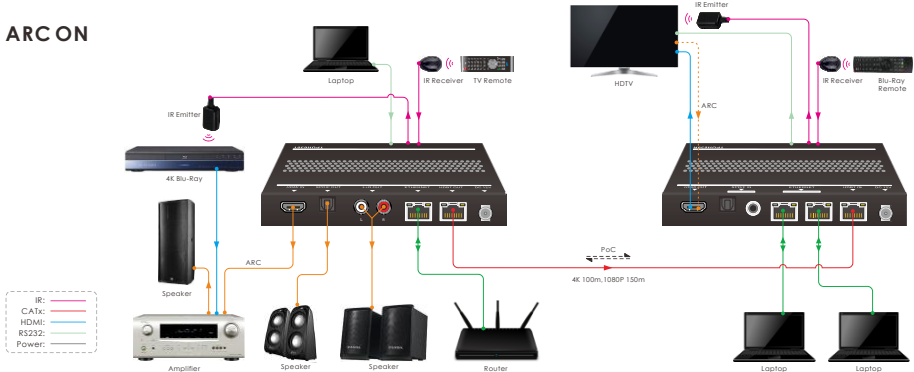 ARC ON
IR Emitter
Laptop
IR Receiver
TV Remote
HDTV
IR Receiver
Blu-Ray
Remote
ARC
IR Emitter
4K Blu-Ray
Speaker
ARC
PoC
4K 100m,1080P 150m
IR:
CATx:
HDMI:
RS232:
Power:
Amplifier
Speaker
Speaker
Router
Laptop
Laptop
L
R